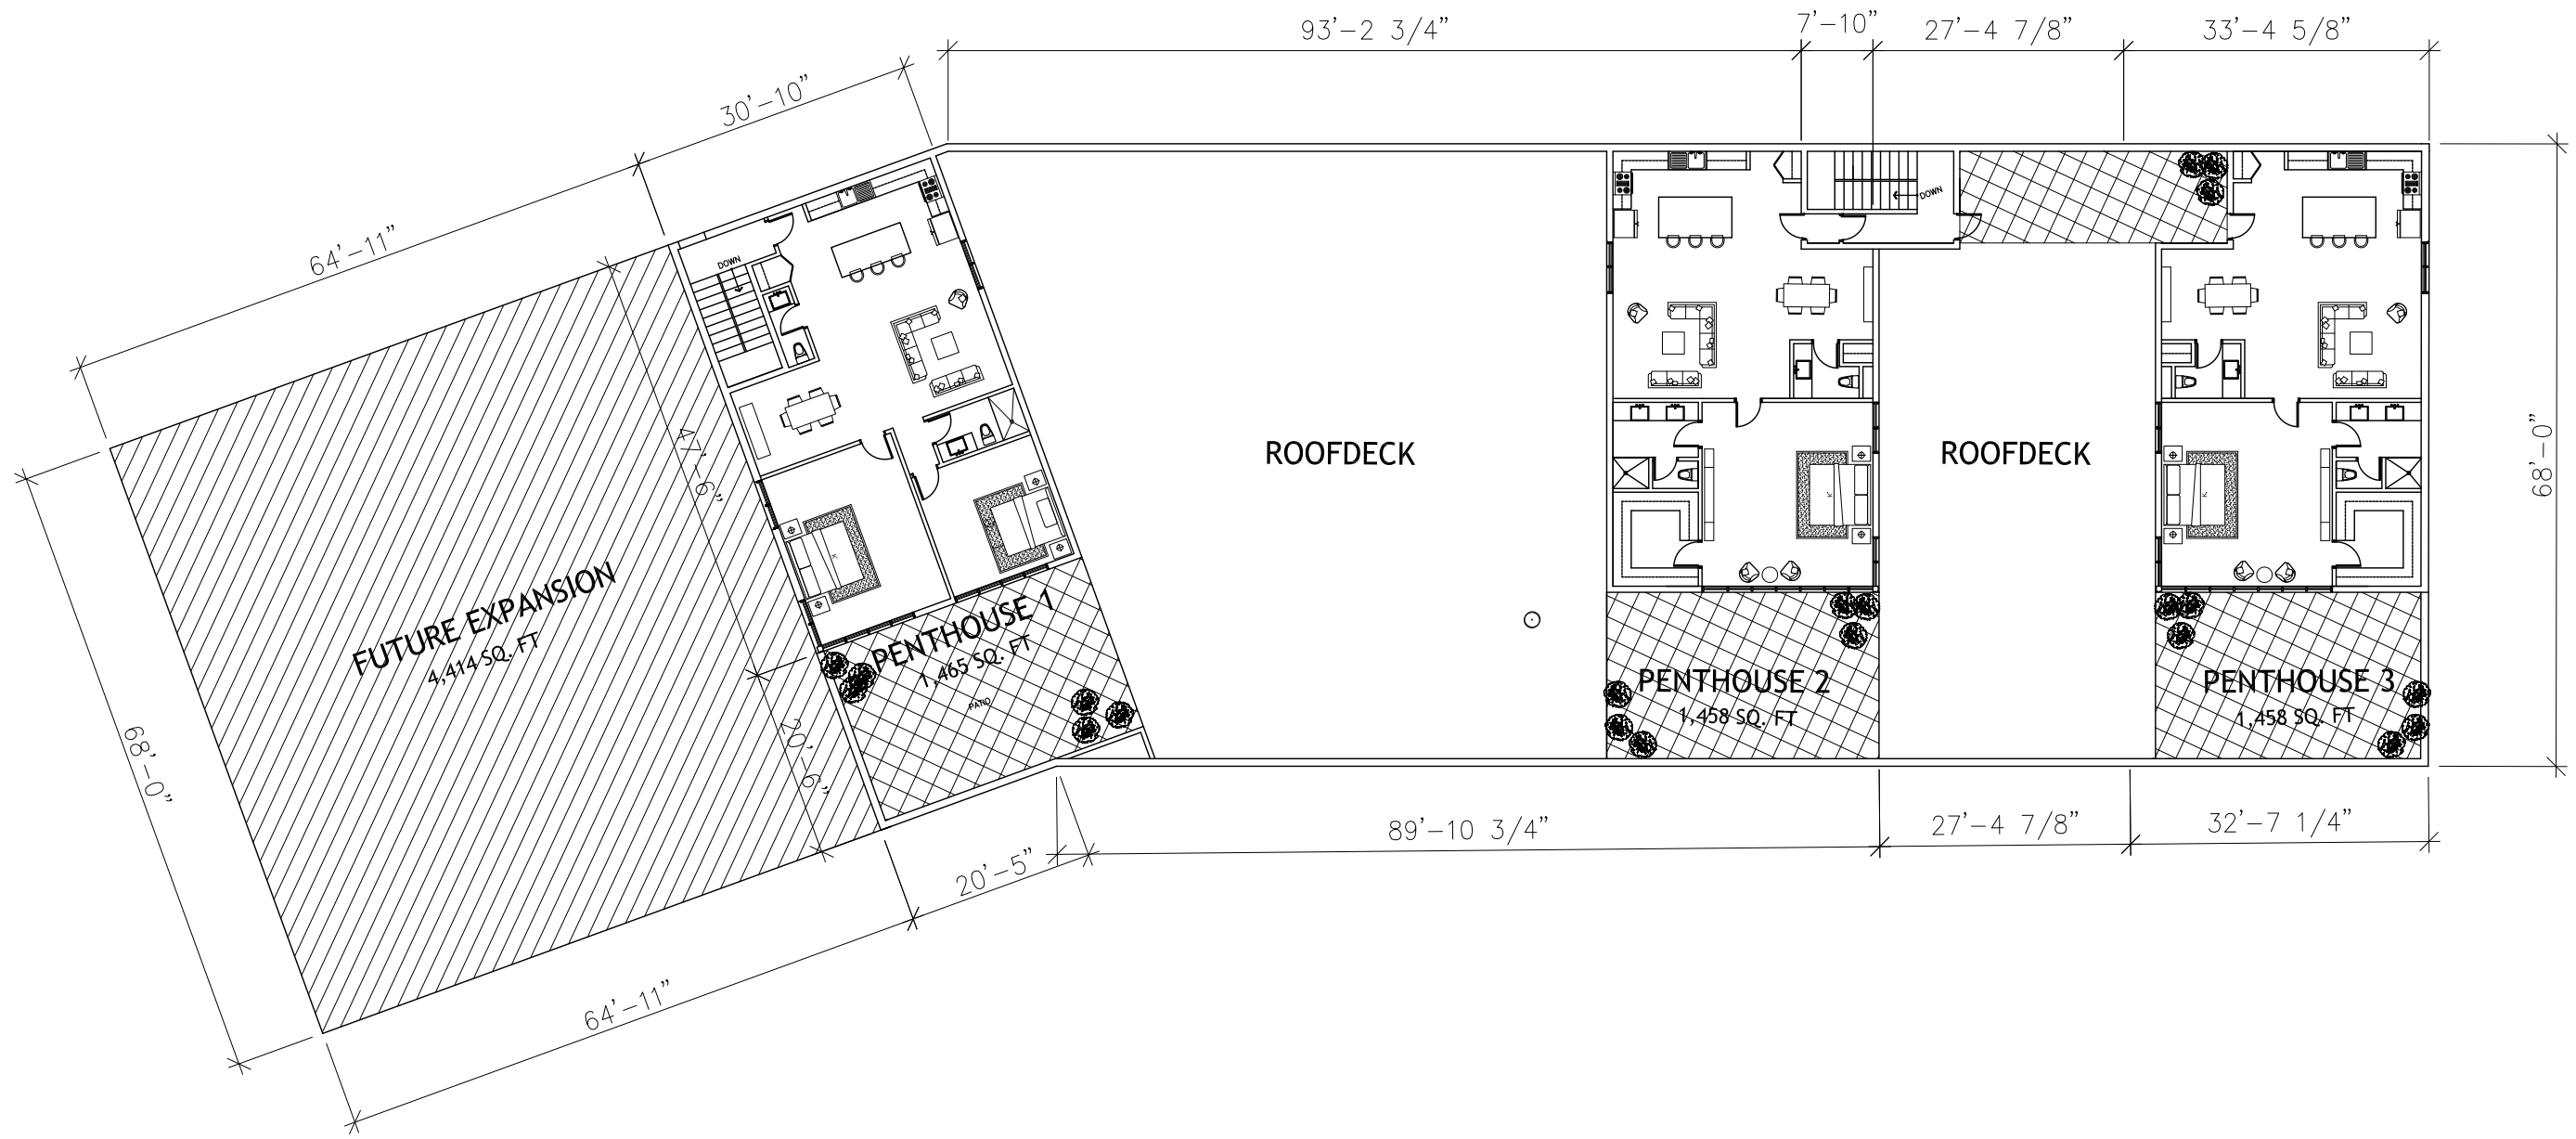 93'-2 3/4"
7'-10"
27'-4 7/8"
33'-4 5/8"
30'-10"
64'-11"
DOWN
DOWN
47'-6"
ROOFDECK
ROOFDECK
68'-0"
K
K
K
FUTURE EXPANSION
4,414 SQ. FT
PENTHOUSE 1
1,465 SQ. FT
PATIO
PENTHOUSE 2
1,458 SQ. FT
PENTHOUSE 3
1,458 SQ. FT
68'-0"
20'-6"
89'-10 3/4"
27'-4 7/8"
32'-7 1/4"
20'-5"
64'-11"